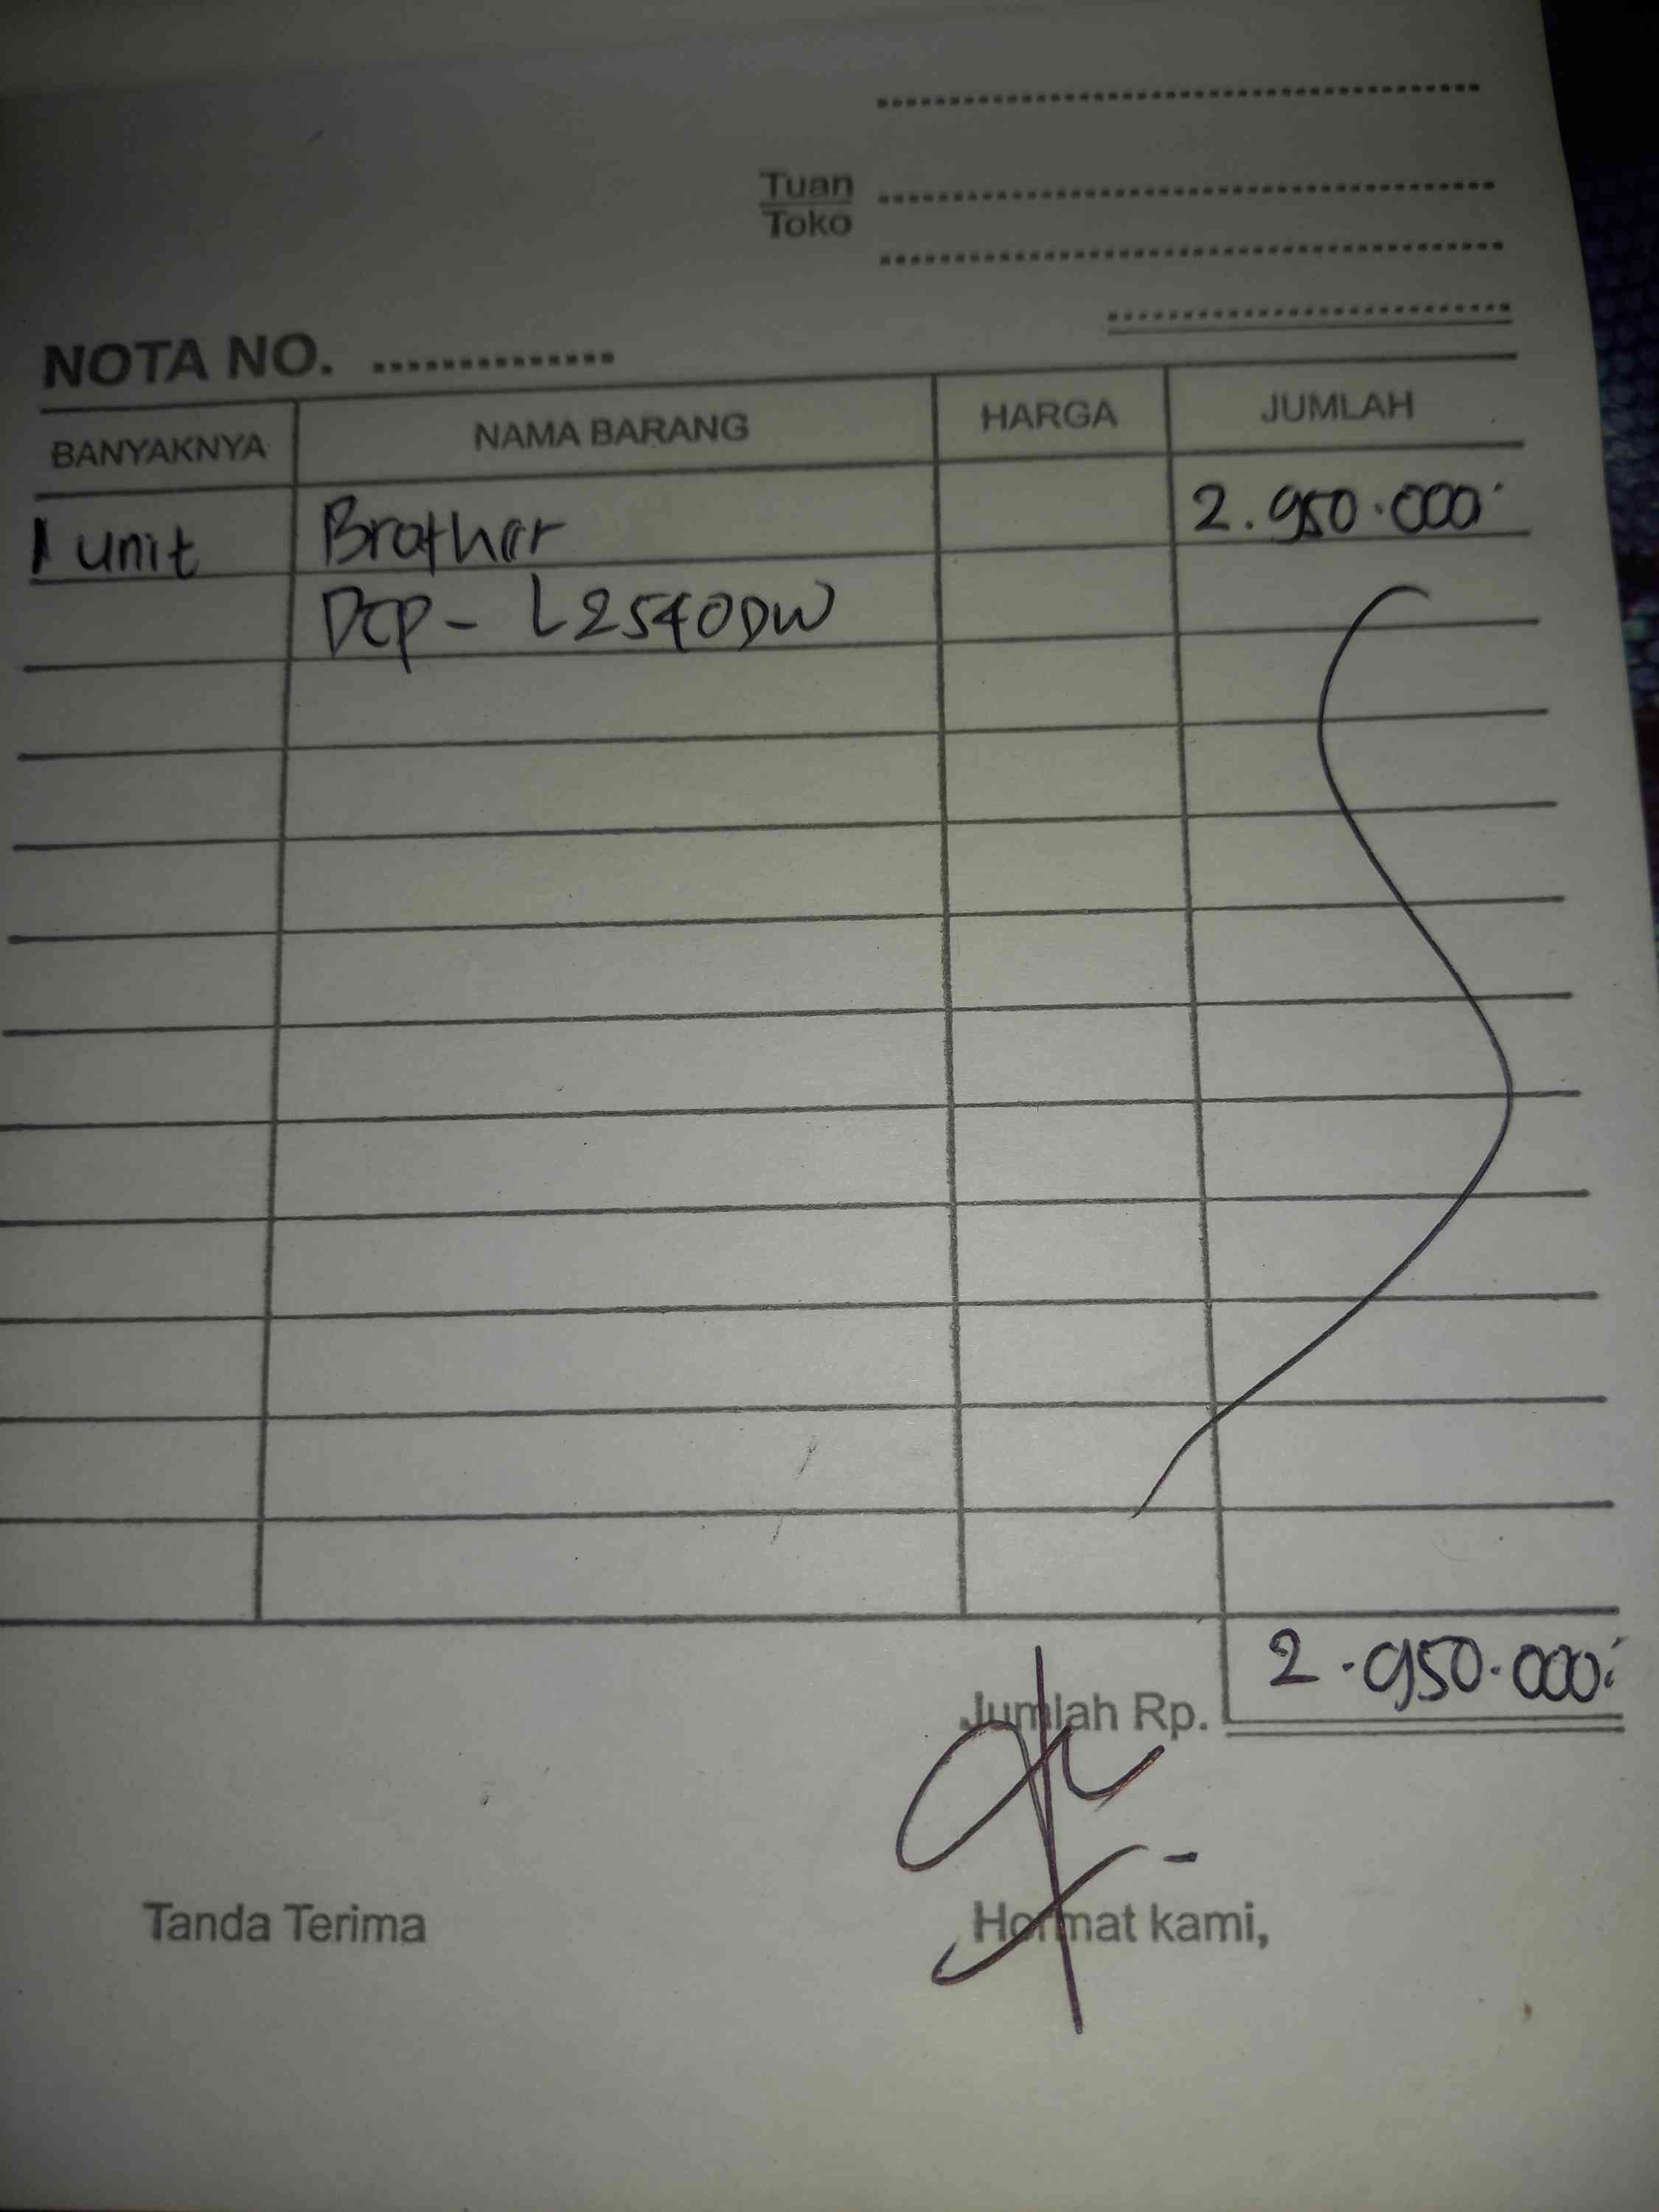 Tuan
Toko
NOTA NO. ..............
BANYAKNYA NAMA BARANG HARGA JUMLAH
1 unit Brother 2.950.000
DCP - L2540DW
Jumlah Rp. 2.950.000
Tanda Terima Hormat kami,